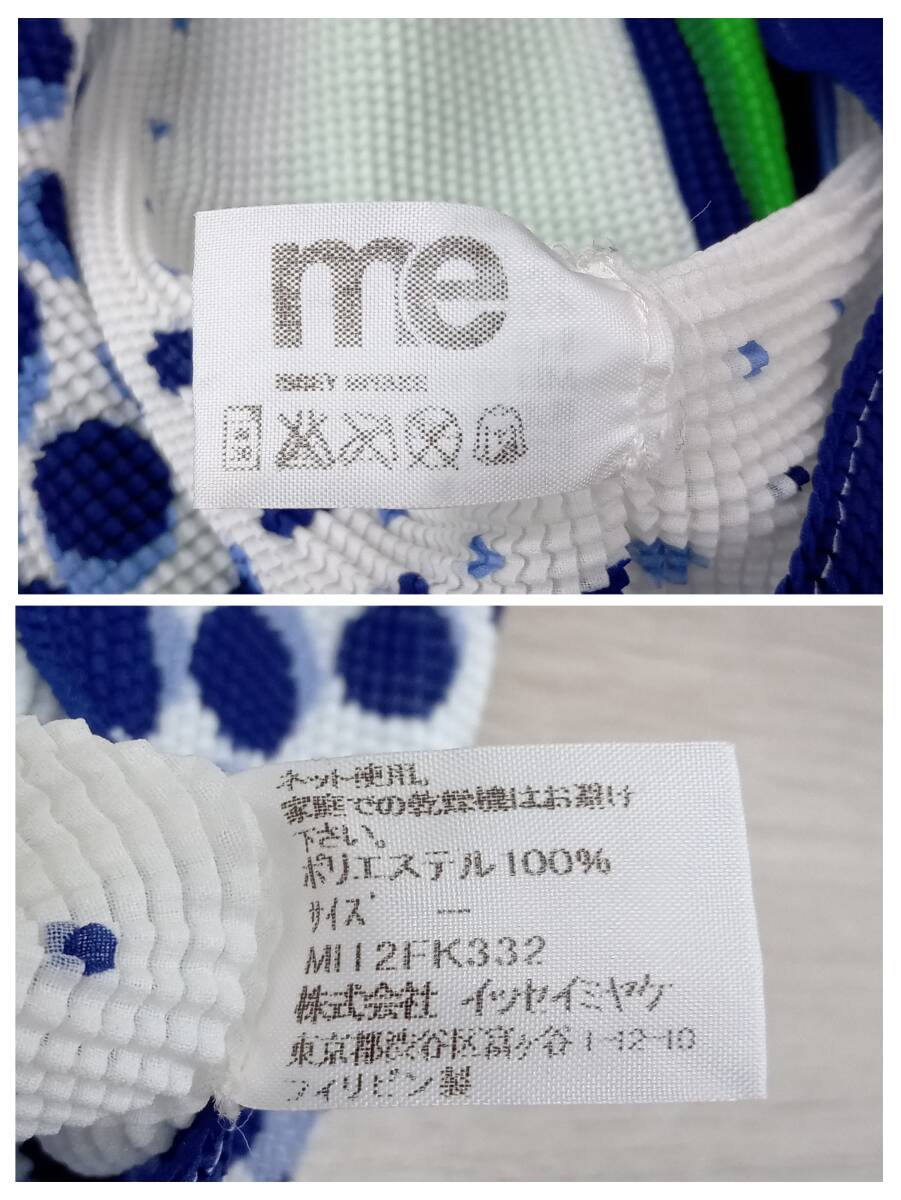 me
ISSEY MIYAKE
ネット使用。
家庭での乾燥機はお避け
下さい。
ポリエステル100%
サイズ ―
MI12FK332
株式会社 イッセイミヤケ
東京都渋谷区富ヶ谷1-12-10
フィリピン製